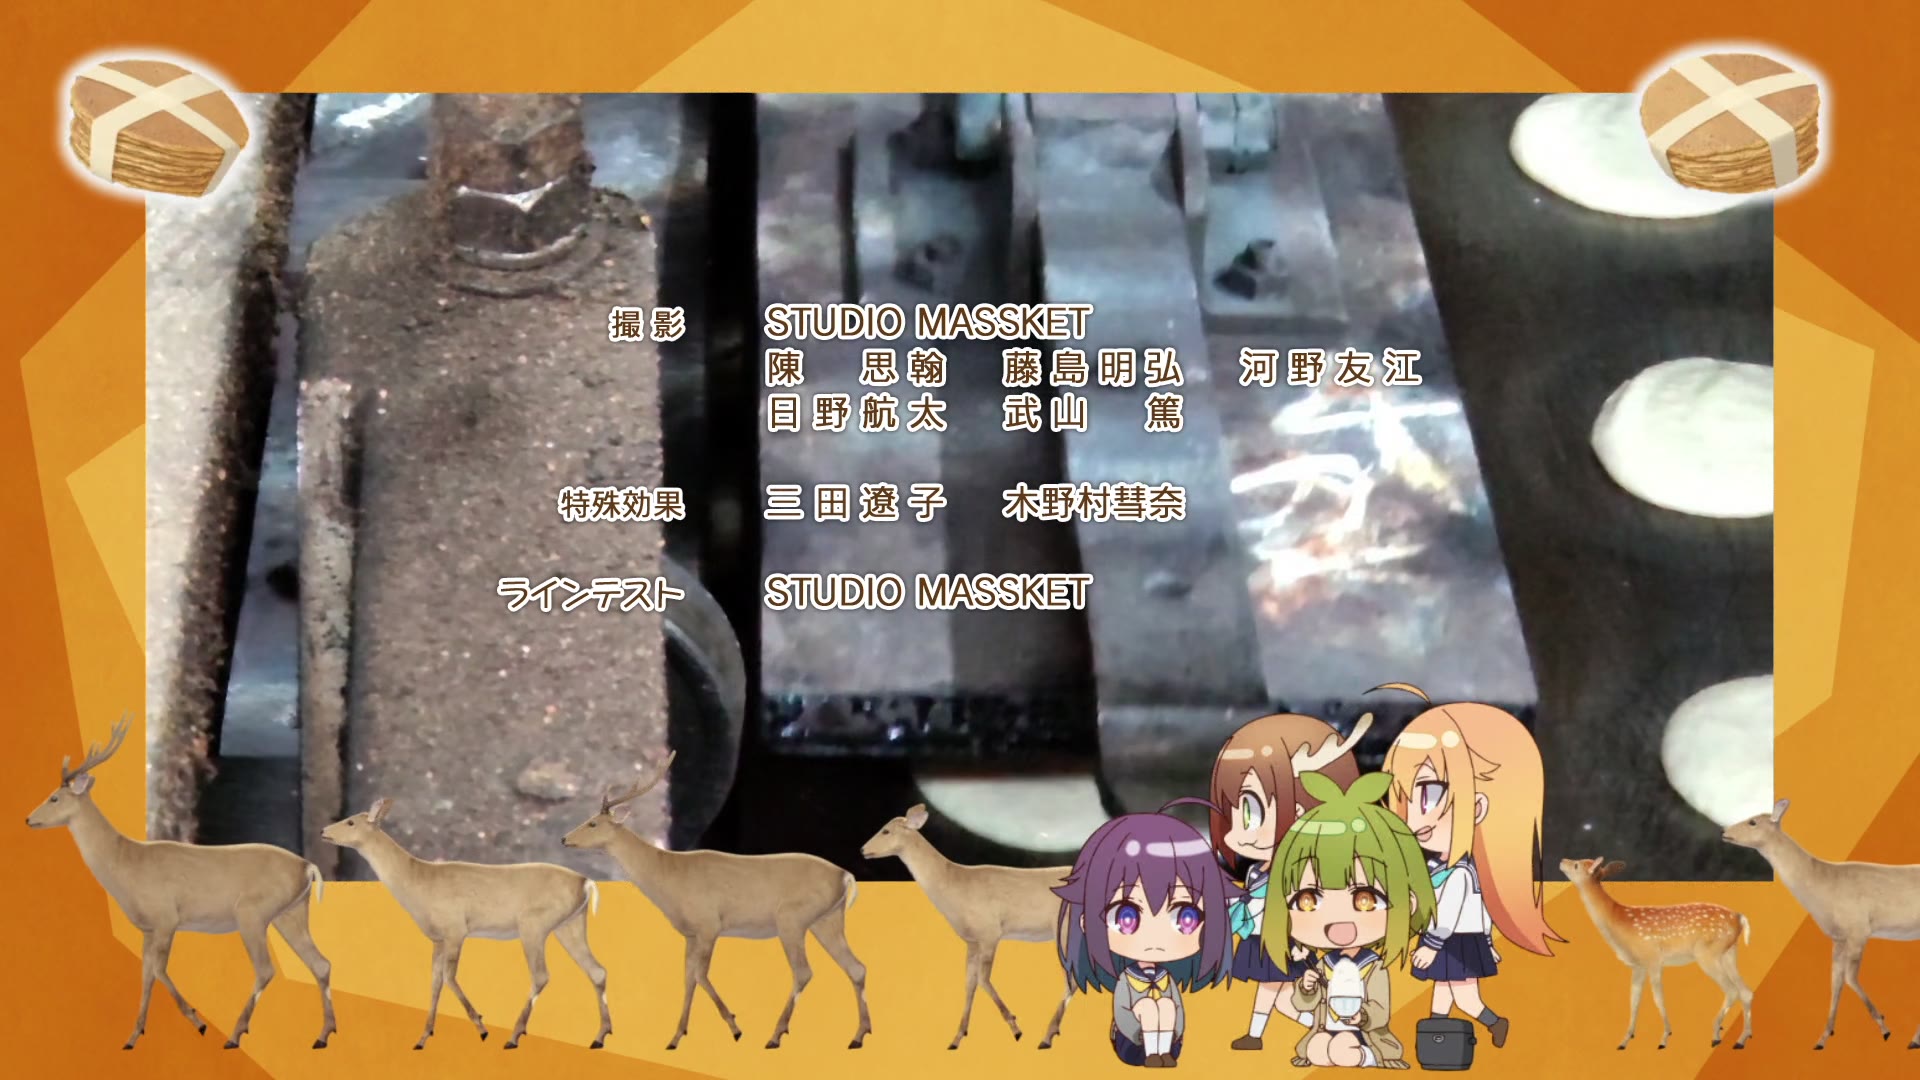 撮影 STUDIO MASSKET
陳 思翰 藤島明弘 河野友江
日野航太 武山 篤
特殊効果 三田遼子 木野村彗奈
ラインテスト STUDIO MASSKET